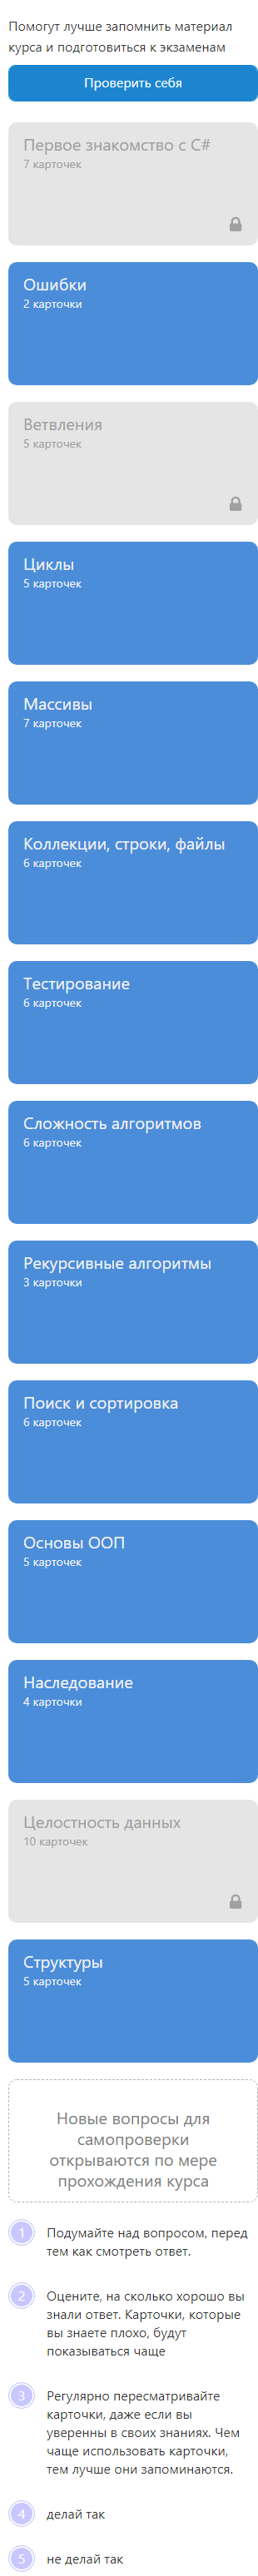 Помогут лучше запомнить материал
курса и подготовиться к экзаменам
Проверить себя
Первое знакомство с C#
7 карточек
Ошибки
2 карточки
Ветвления
5 карточек
Циклы
5 карточек
Массивы
7 карточек
Коллекции, строки, файлы
6 карточек
Тестирование
6 карточек
Сложность алгоритмов
6 карточек
Рекурсивные алгоритмы
3 карточки
Поиск и сортировка
6 карточек
Основы ООП
5 карточек
Наследование
4 карточки
Целостность данных
10 карточек
Структуры
5 карточек
Новые вопросы для
самопроверки
открываются по мере
прохождения курса
1 Подумайте над вопросом, перед
тем как смотреть ответ.
2 Оцените, на сколько хорошо вы
знали ответ. Карточки, которые
вы знаете плохо, будут
показываться чаще
3 Регулярно пересматривайте
карточки, даже если вы
уверенны в своих знаниях. Чем
чаще использовать карточки,
тем лучше они запоминаются.
4 делай так
5 не делай так